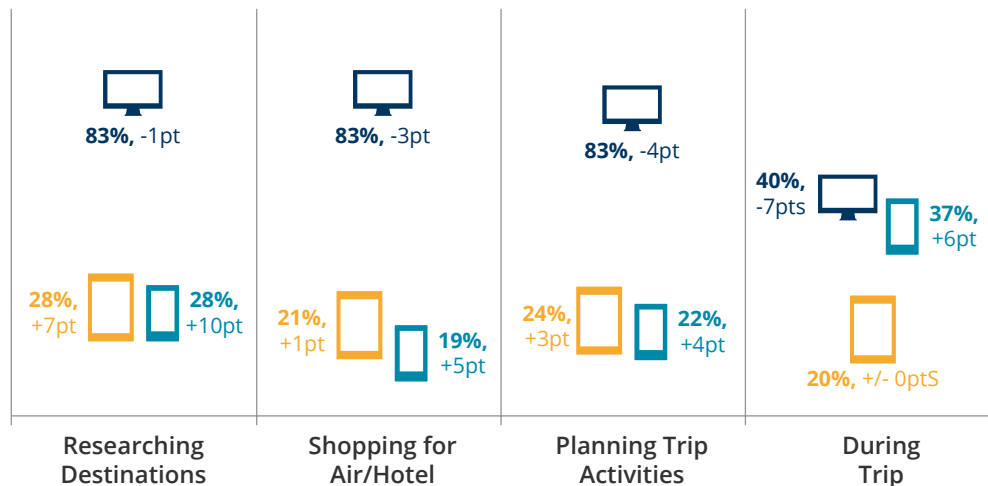 83%, -1pt
28%,
+7pt
28%,
+10pt
Researching
Destinations
83%, -3pt
21%,
+1pt
19%,
+5pt
Shopping for
Air/Hotel
83%, -4pt
24%,
+3pt
22%,
+4pt
Planning Trip
Activities
40%,
-7pts
37%,
+6pt
20%, +/- 0ptS
During
Trip